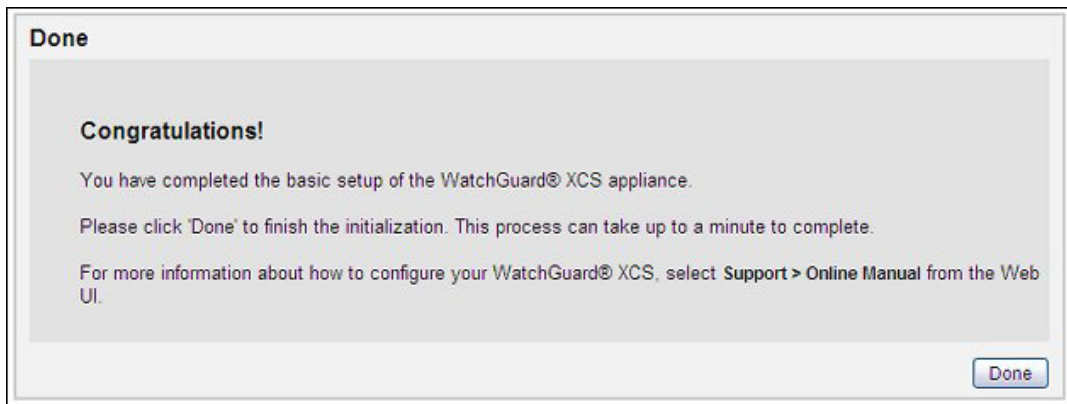 Done
Congratulations!
You have completed the basic setup of the WatchGuard® XCS appliance.
Please click 'Done' to finish the initialization. This process can take up to a minute to complete.
For more information about how to configure your WatchGuard® XCS, select Support > Online Manual from the Web
UI.
Done